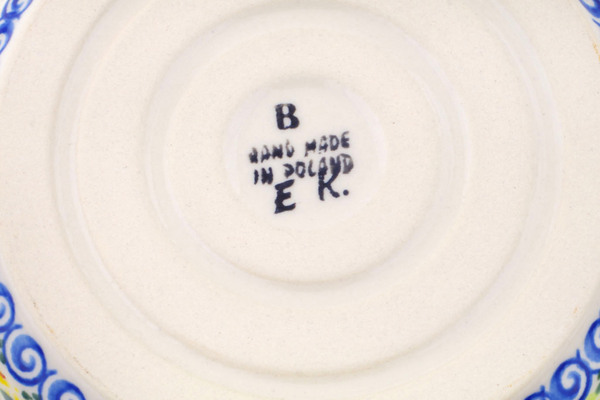 B
HAND MADE
IN POLAND
E K.